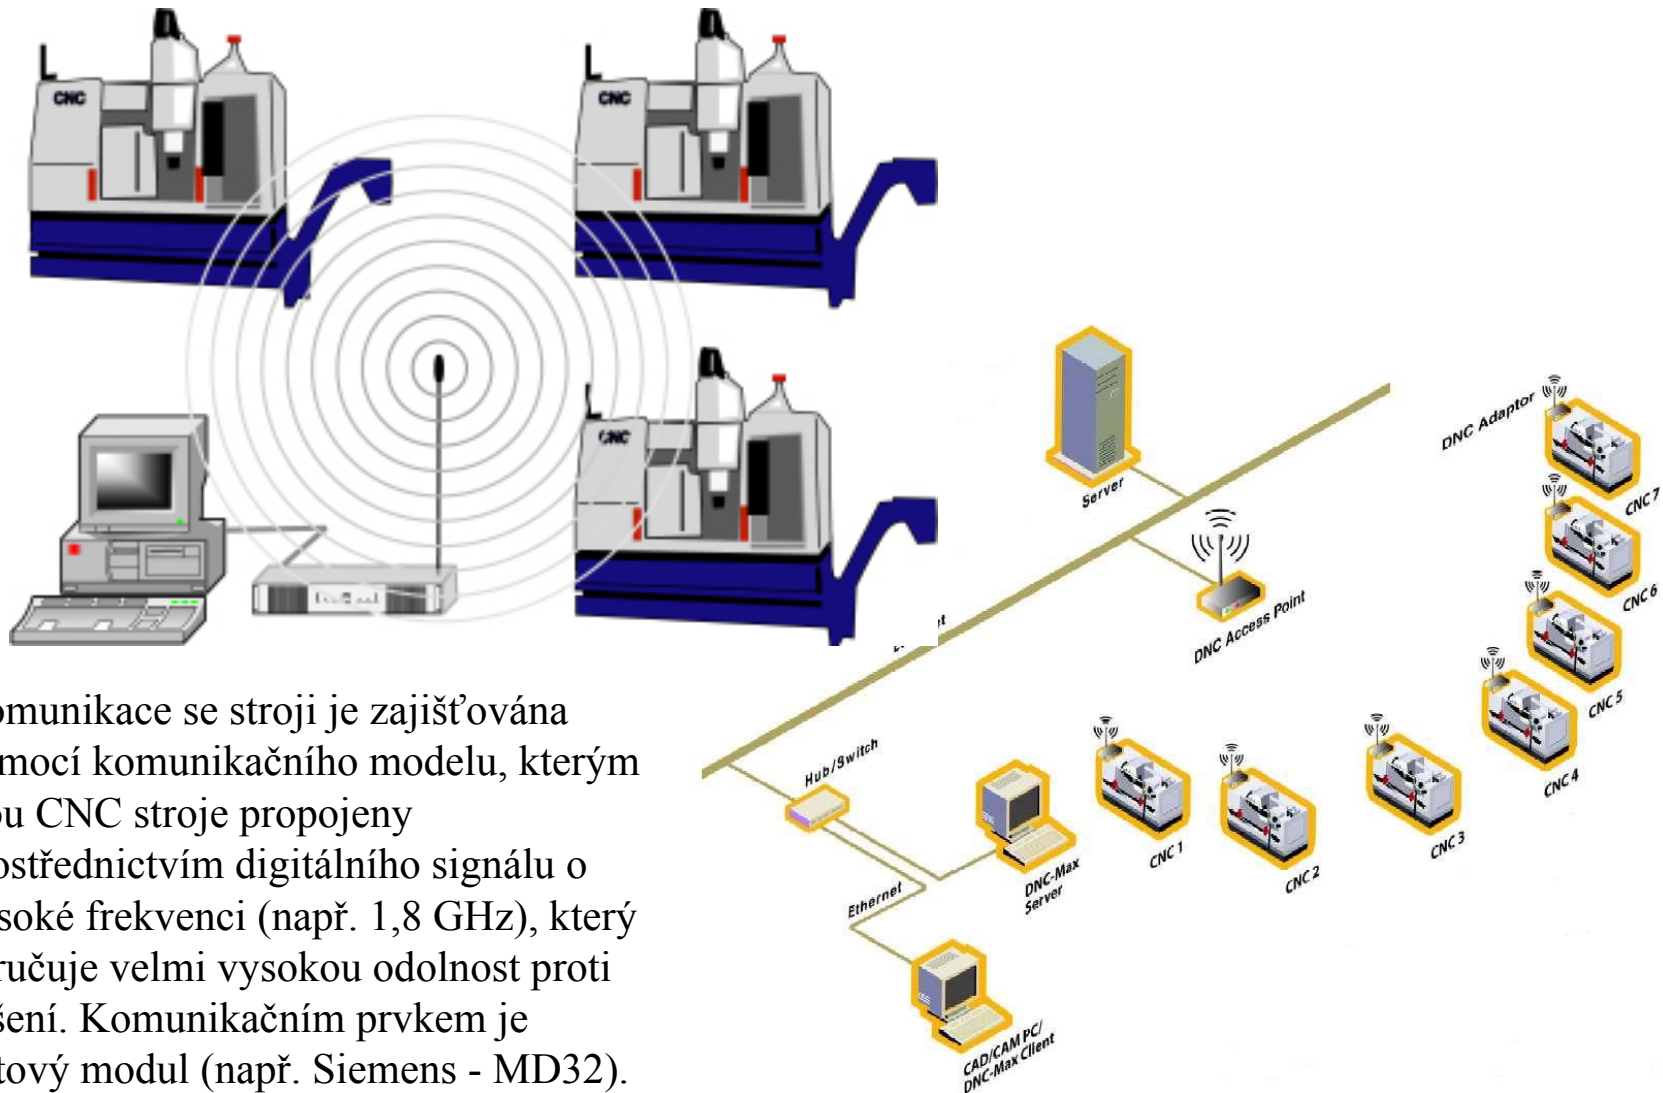 CNC
CNC
CNC
Server
DNC Adaptor
CNC 7
CNC 6
CNC 5
CNC 4
CNC 3
CNC 2
CNC 1
DNC Access Point
Hub/Switch
DNC-Max
Server
Ethernet
CAD/CAM PC/
DNC-Max Client
omunikace se stroji je zajišťována
mocí komunikačního modelu, kterým
ou CNC stroje propojeny
ostřednictvím digitálního signálu o
soké frekvenci (např. 1,8 GHz), který
ručuje velmi vysokou odolnost proti
šení. Komunikačním prvkem je
tový modul (např. Siemens - MD32).